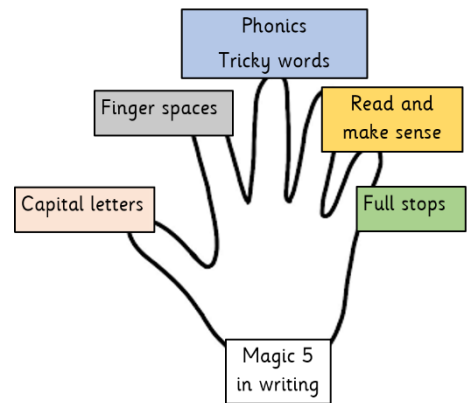 Phonics
Tricky words
Finger spaces
Read and
make sense
Capital letters
Full stops
Magic 5
in writing